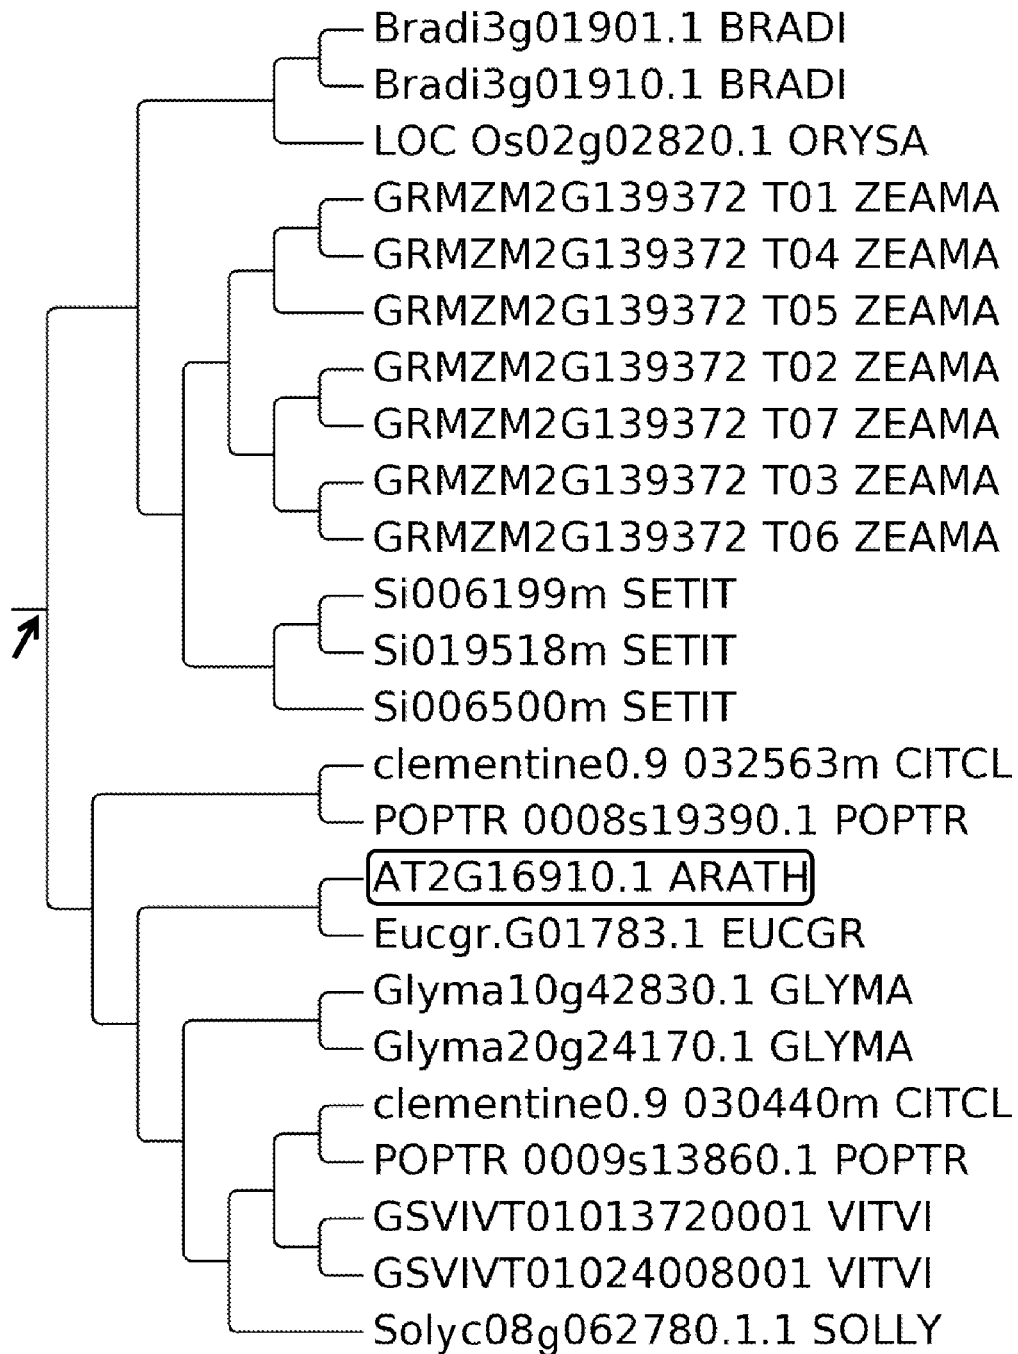 Bradi3g01901.1 BRADI
Bradi3g01910.1 BRADI
LOC Os02g02820.1 ORYSA
GRMZM2G139372 T01 ZEAMA
GRMZM2G139372 T04 ZEAMA
GRMZM2G139372 T05 ZEAMA
GRMZM2G139372 T02 ZEAMA
GRMZM2G139372 T07 ZEAMA
GRMZM2G139372 T03 ZEAMA
GRMZM2G139372 T06 ZEAMA
Si006199m SETIT
Si019518m SETIT
Si006500m SETIT
clementine0.9 032563m CITCL
POPTR 0008s19390.1 POPTR
AT2G16910.1 ARATH
Eucgr.G01783.1 EUCGR
Glyma10g42830.1 GLYMA
Glyma20g24170.1 GLYMA
clementine0.9 030440m CITCL
POPTR 0009s13860.1 POPTR
GSVIVT01013720001 VITVI
GSVIVT01024008001 VITVI
Solyc08g062780.1.1 SOLLY